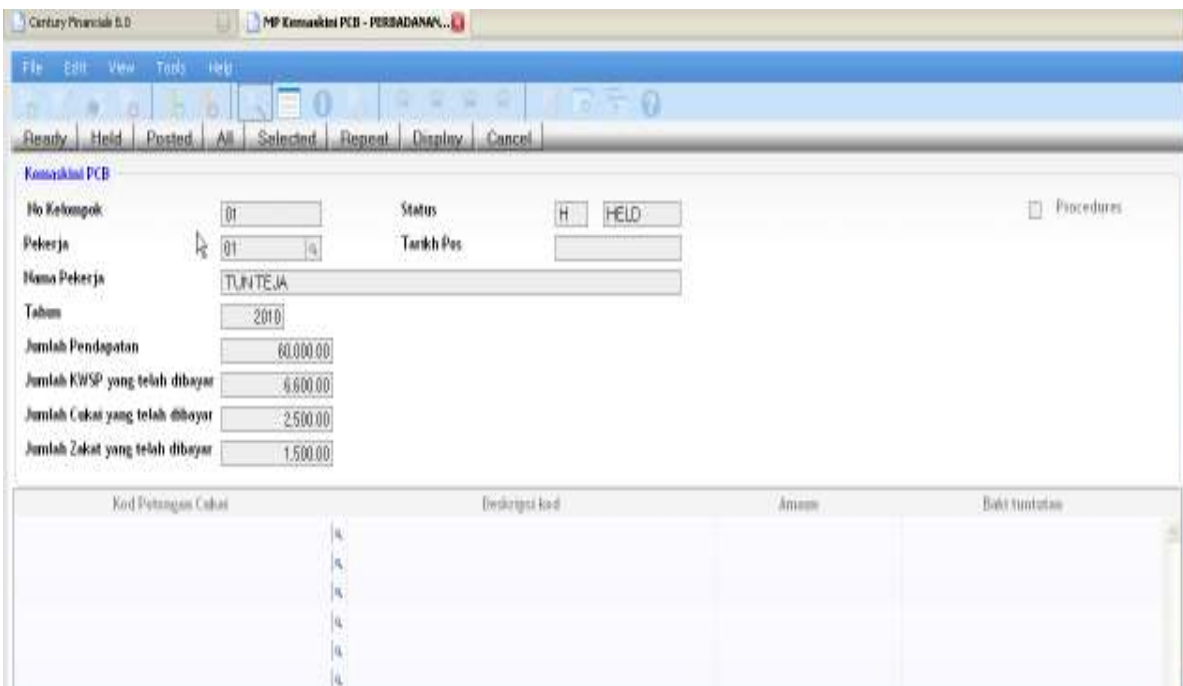 Century Financials 5.0 MP Kemaskini PCB - PERBADANAN...
File Edit View Tools Help
Ready Held Posted All Selected Repeat Display Cancel
Kemaskini PCB
No Kelompok 01 Status H HELD Procedures
Pekerja 01 Tarikh Pos
Nama Pekerja TUN TEJA
Tahun 2010
Jumlah Pendapatan 60,000.00
Jumlah KWSP yang telah dibayar 6,600.00
Jumlah Cukai yang telah dibayar 2,500.00
Jumlah Zakat yang telah dibayar 1,500.00
Kod Potongan Cukai Deskripsi kod Amaun Baki tuntutan